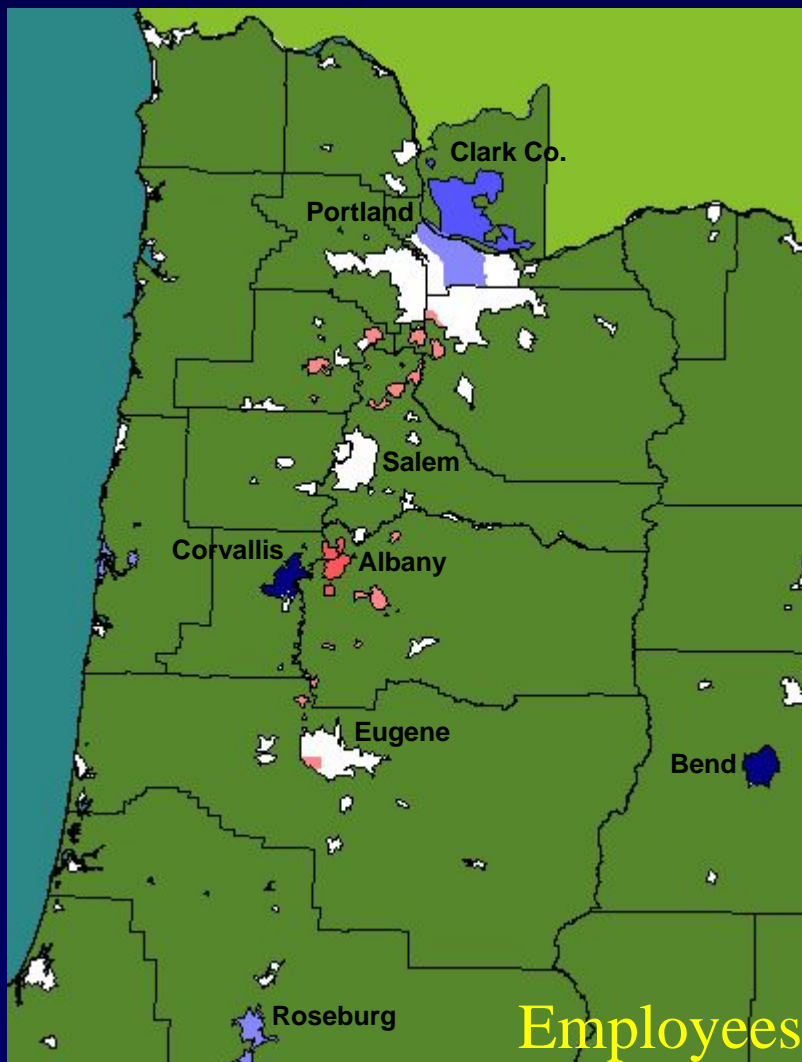 Clark Co.
Portland
Salem
Corvallis
Albany
Eugene
Bend
Roseburg
Employees